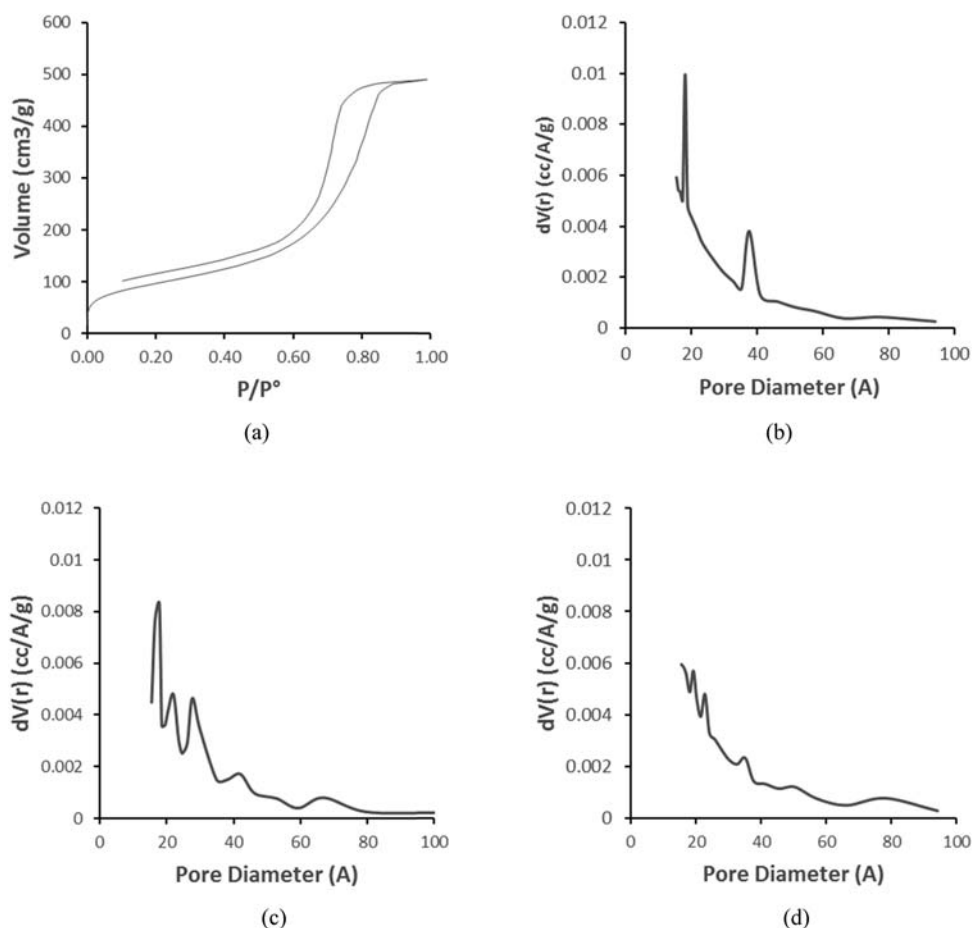 600
500
400
300
200
100
0
Volume (cm3/g)
0.00 0.20 0.40 0.60 0.80 1.00
P/P°
(a)
0.012
0.01
0.008
0.006
0.004
0.002
0
dV(r) (cc/A/g)
0 20 40 60 80 100
Pore Diameter (A)
(b)
0.012
0.01
0.008
0.006
0.004
0.002
0
dV(r) (cc/A/g)
0 20 40 60 80 100
Pore Diameter (A)
(c)
0.012
0.01
0.008
0.006
0.004
0.002
0
dV(r) (cc/A/g)
0 20 40 60 80 100
Pore Diameter (A)
(d)